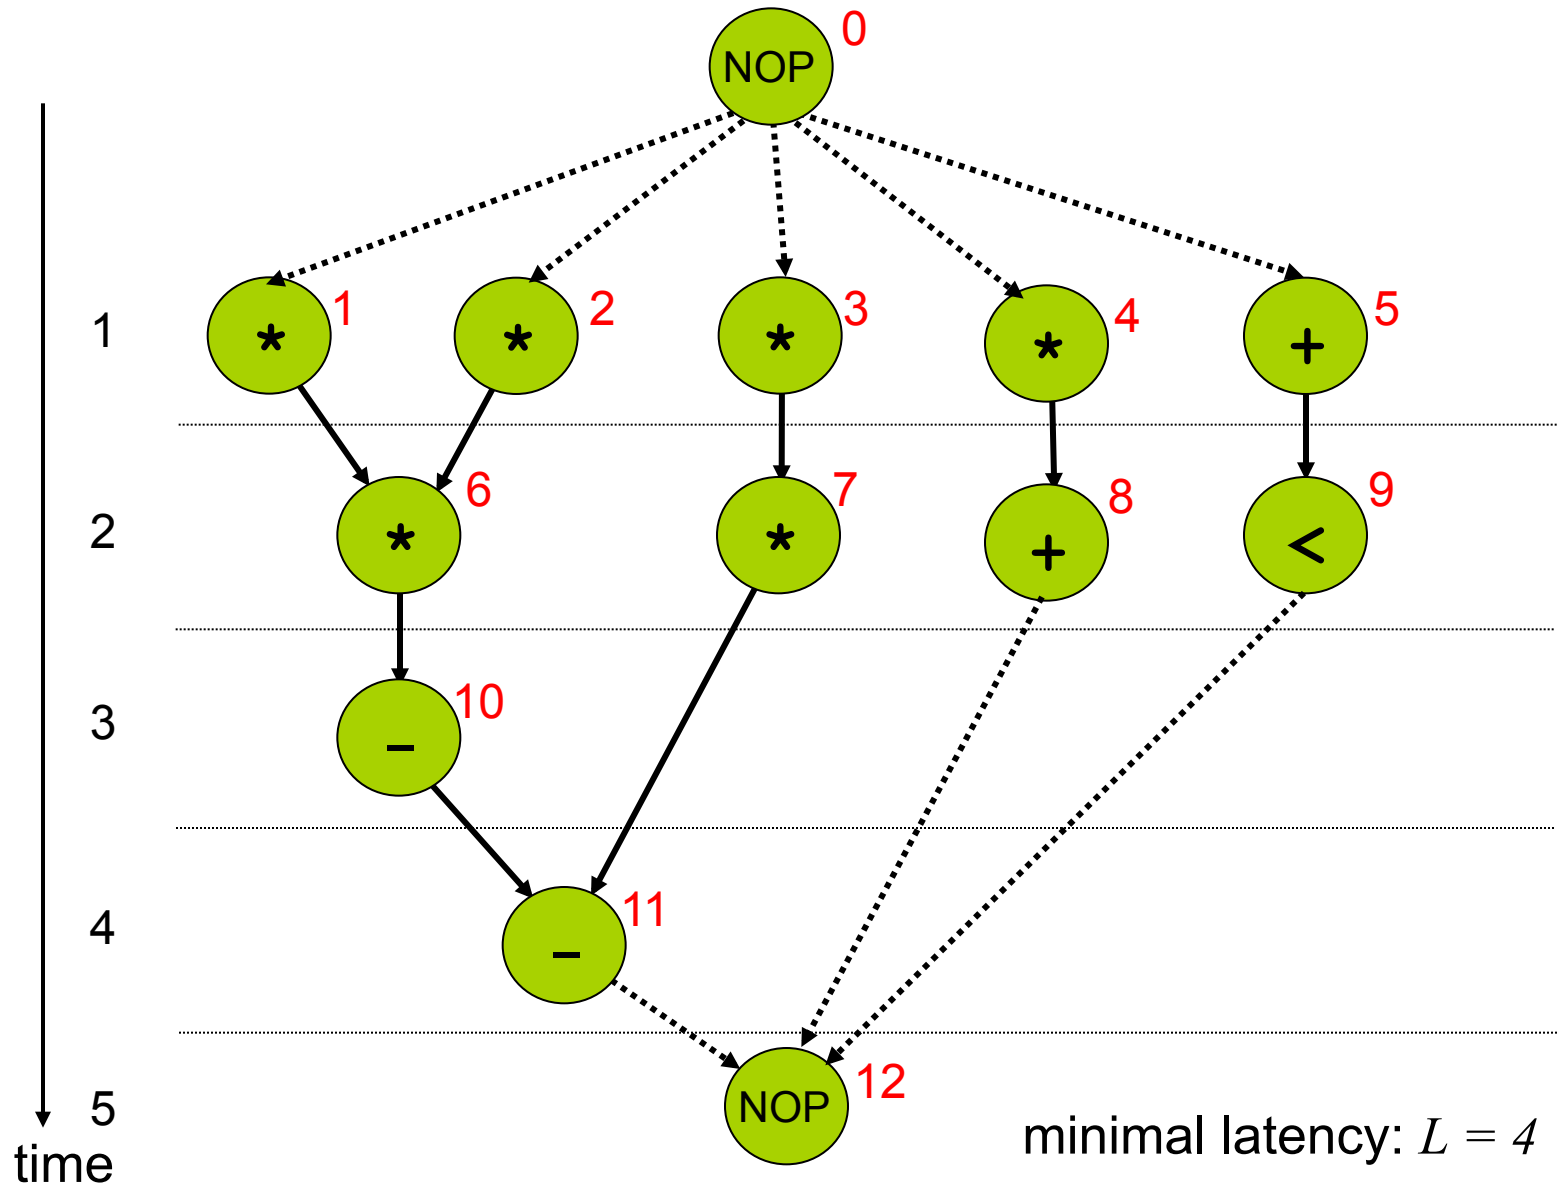 0
NOP
1 2 3 4 5
1 * * * * +
6 7 8 9
2 * * + <
10
3 −
11
4 −
12
5 NOP
time
minimal latency: L = 4